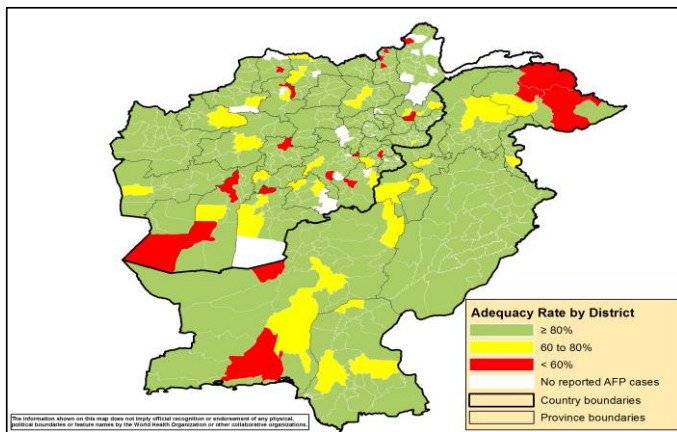 Adequacy Rate by District
≥ 80%
60 to 80%
< 60%
No reported AFP cases
Country boundaries
Province boundaries
The information shown on this map does not imply official recognition or endorsement of any physical,
political boundaries or feature names by the World Health Organization or other collaborative organizations.